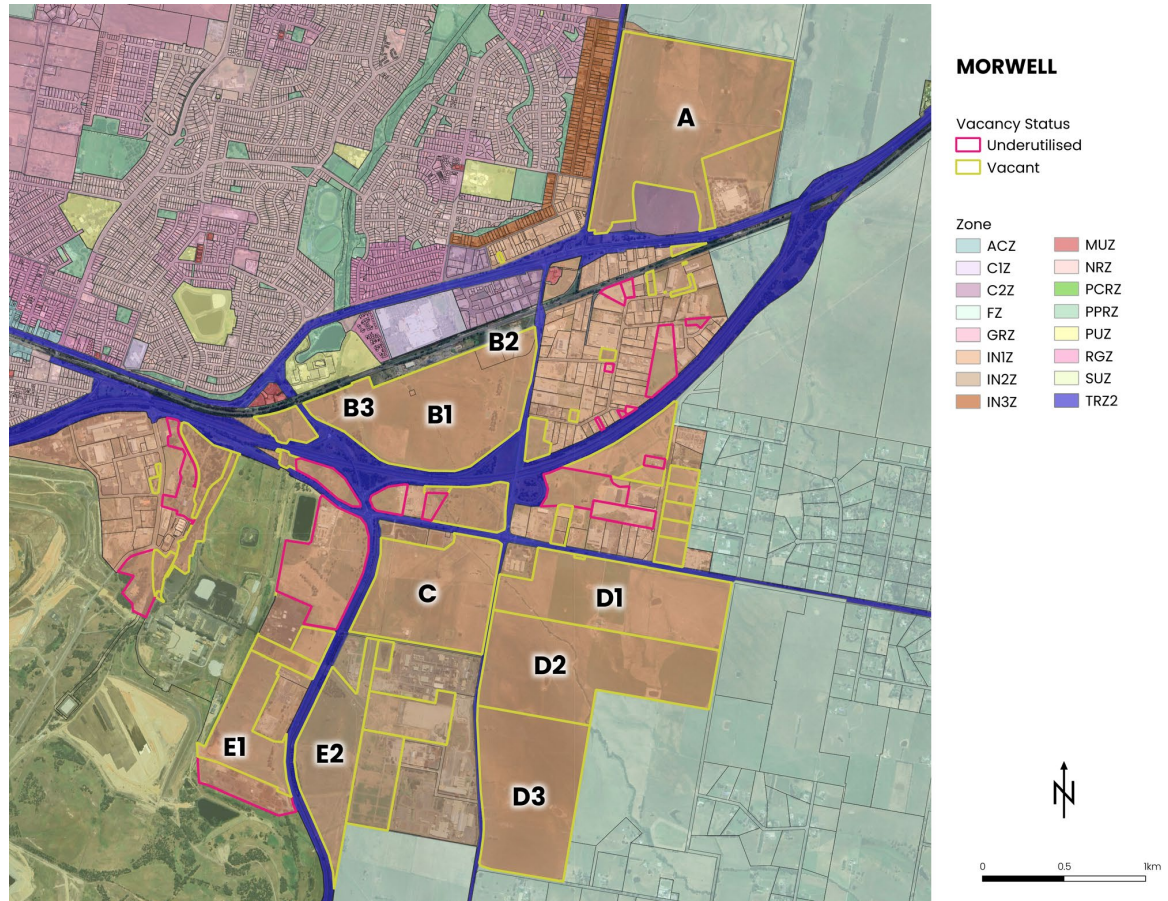 MORWELL
Vacancy Status
Underutilised
Vacant
Zone
ACZ
C1Z
C2Z
FZ
GRZ
IN1Z
IN2Z
IN3Z
MUZ
NRZ
PCRZ
PPRZ
PUZ
RGZ
SUZ
TRZ2
A
B2
B3
B1
C
D1
D2
E1
E2
D3
N
0
0.5
1km